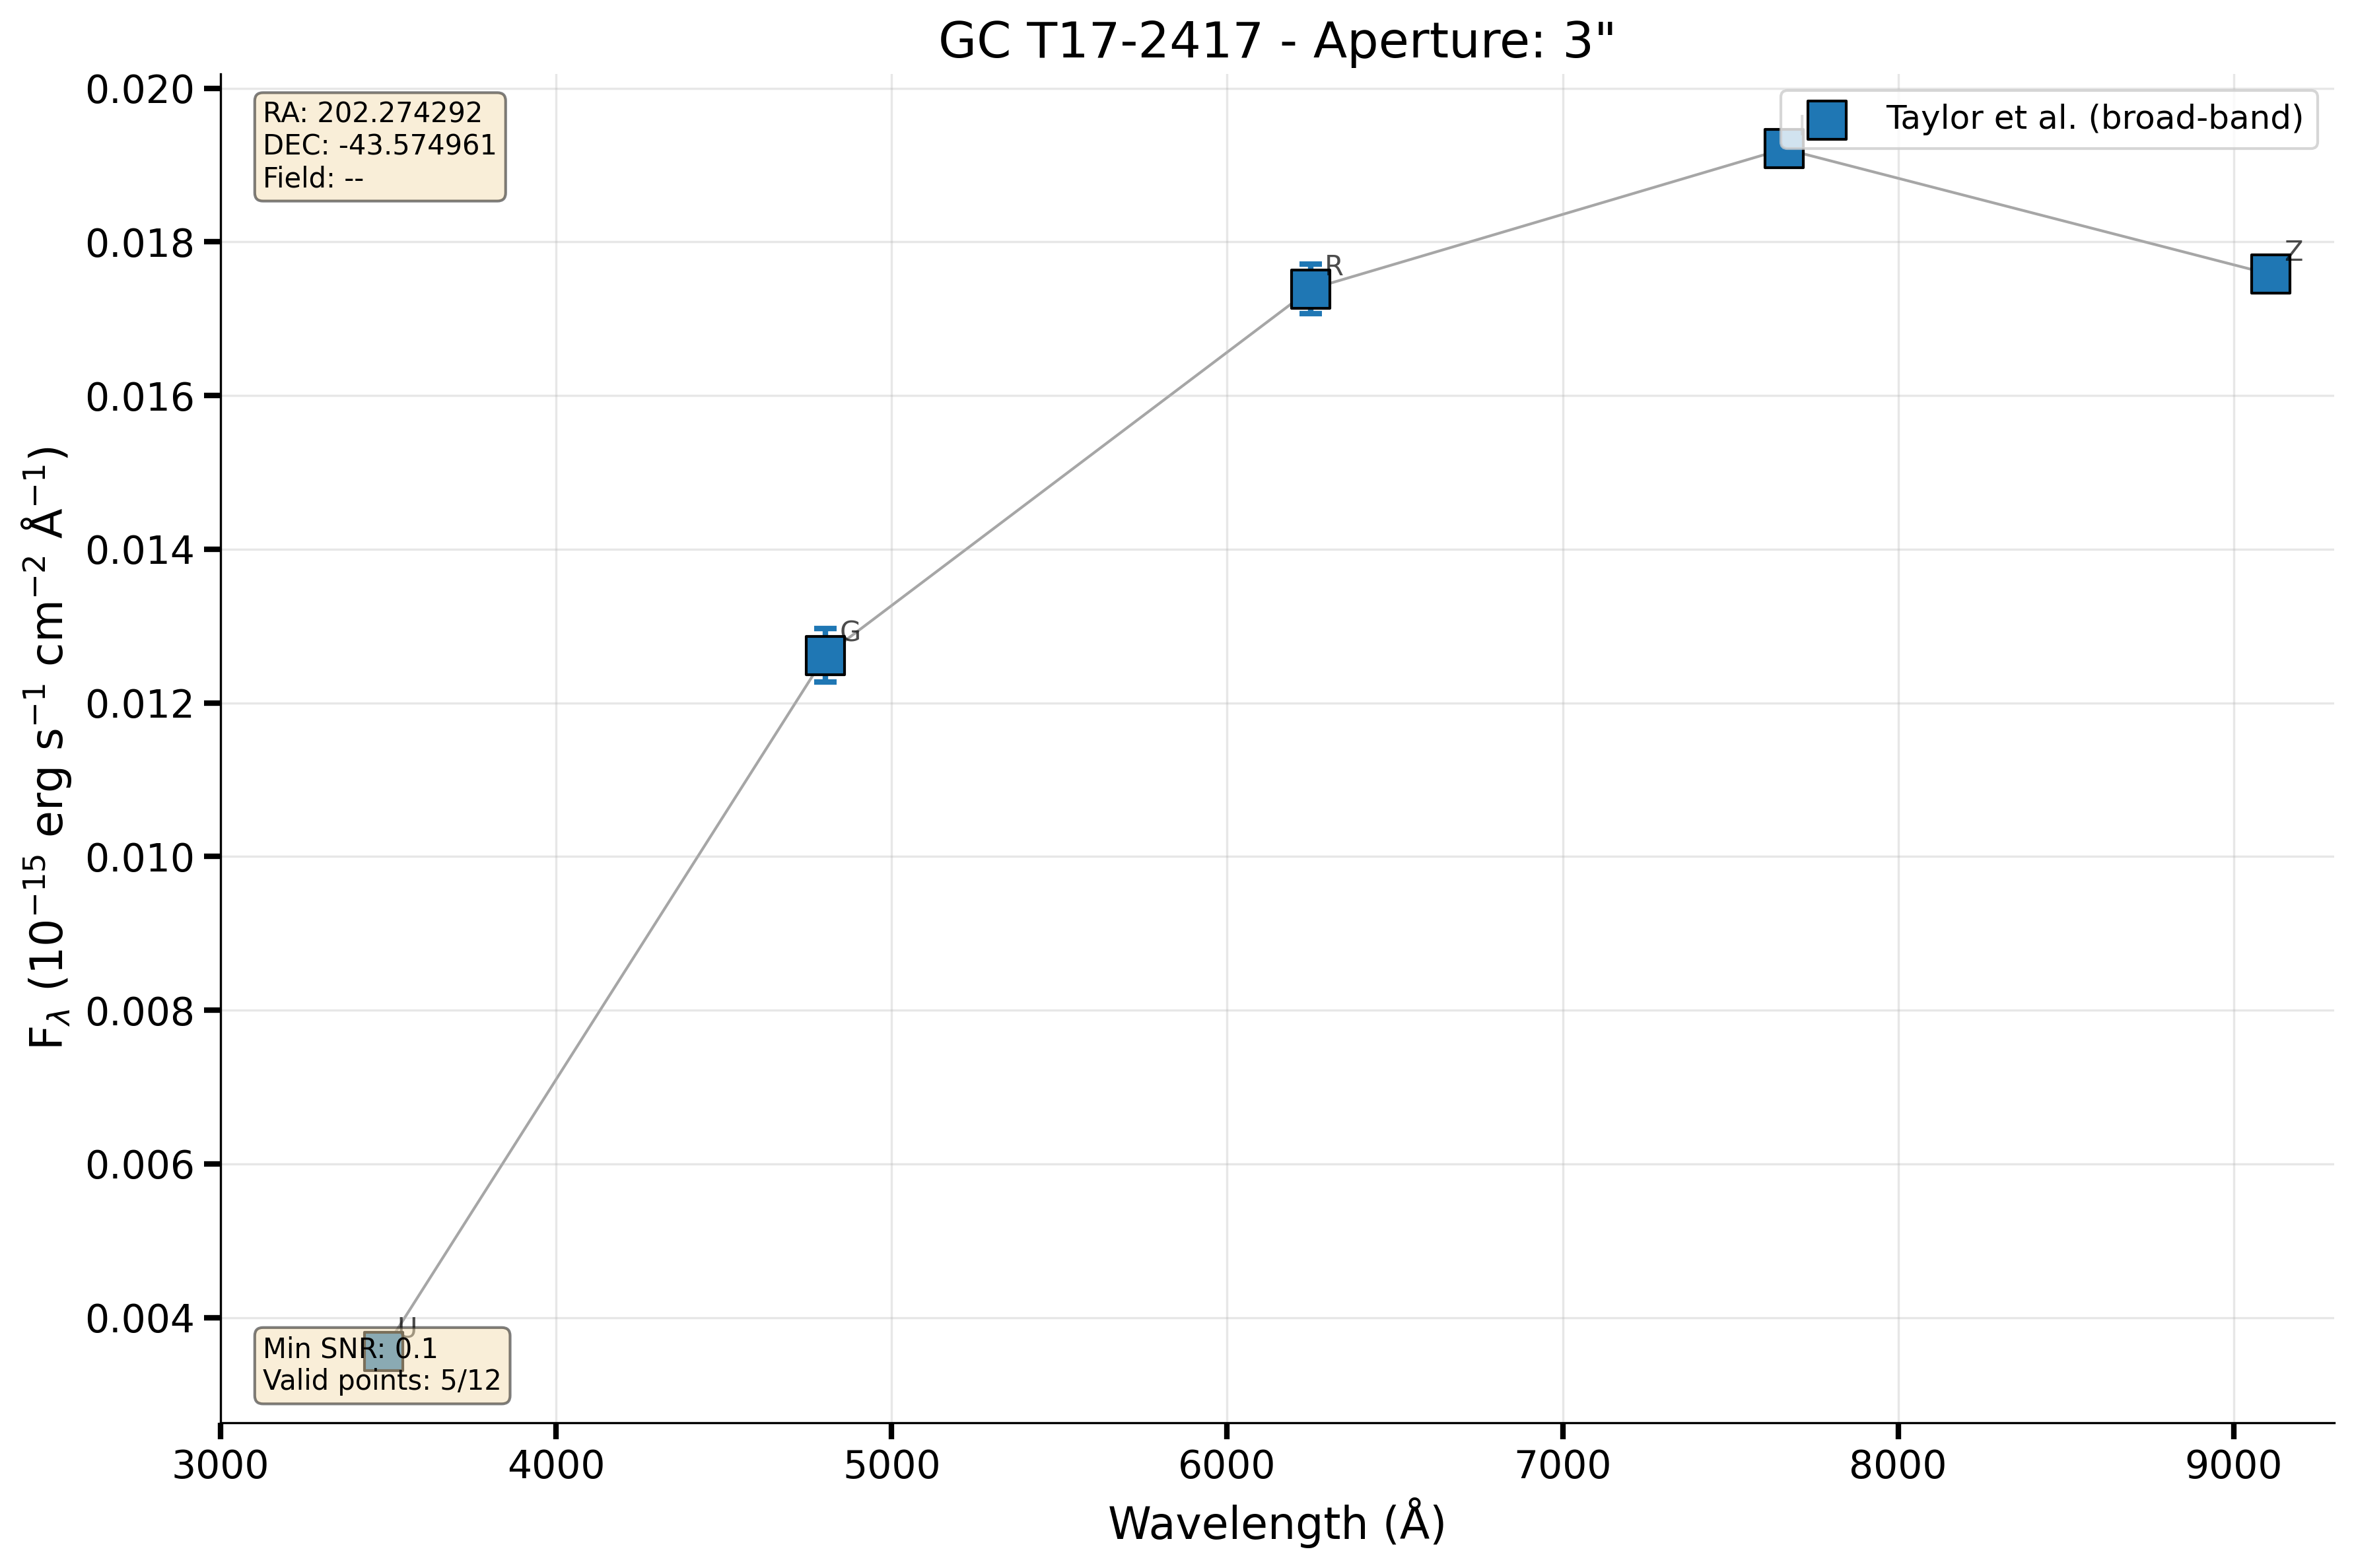 GC T17-2417 - Aperture: 3"
RA: 202.274292
DEC: -43.574961
Field: --
Taylor et al. (broad-band)
0.020
0.018
0.016
0.014
0.012
0.010
0.008
0.006
0.004
F_λ (10⁻¹⁵ erg s⁻¹ cm⁻² Å⁻¹)
Z
R
G
U
Min SNR: 0.1
Valid points: 5/12
3000 4000 5000 6000 7000 8000 9000
Wavelength (Å)